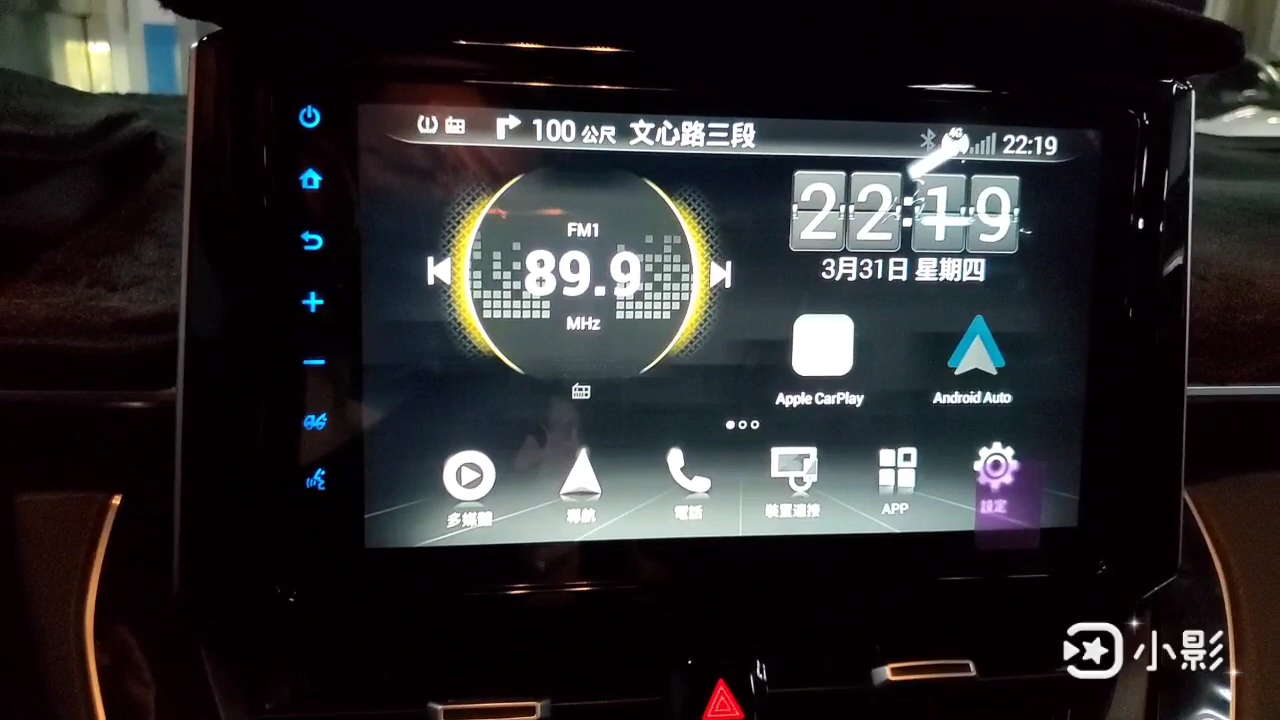 100 公尺 文心路三段
4G
22:19
FM1
89.9
MHz
22:19
3月31日 星期四
Apple CarPlay
Android Auto
多媒體
導航
電話
裝置連接
APP
設定
小影